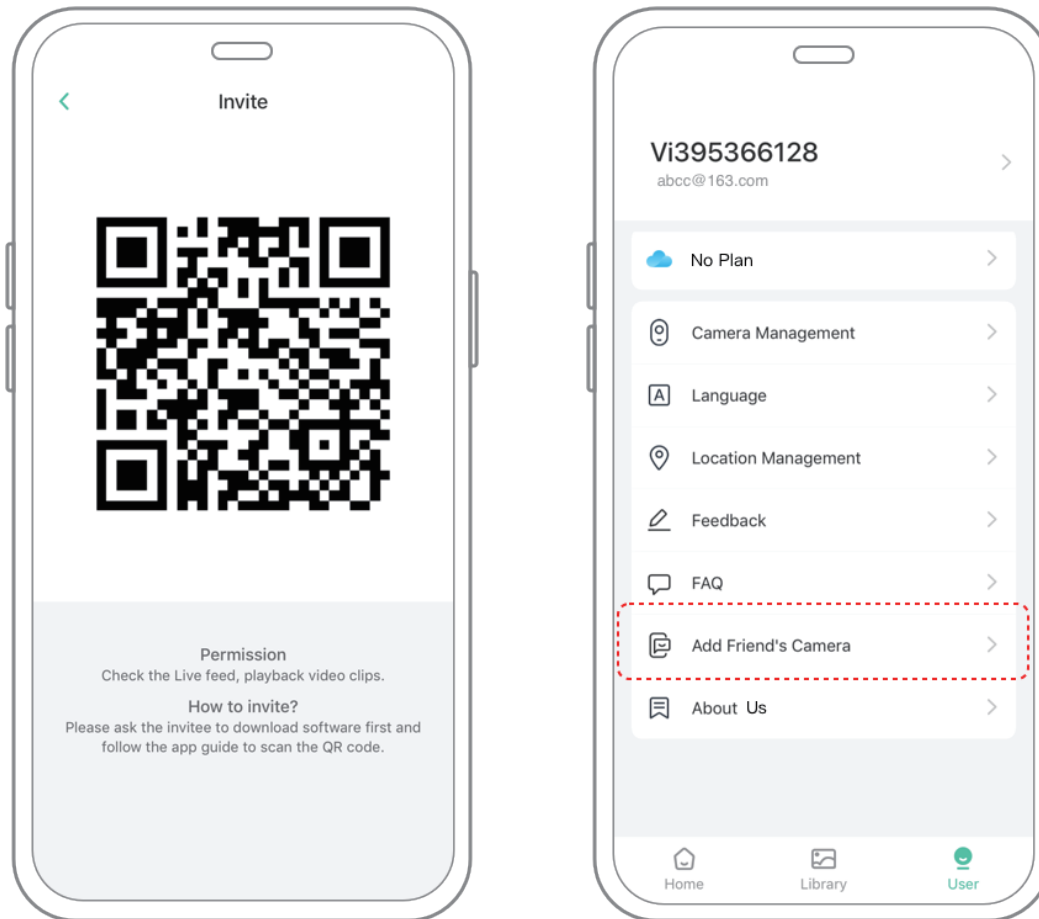 Invite
Permission
Check the Live feed, playback video clips.
How to invite?
Please ask the invitee to download software first and
follow the app guide to scan the QR code.
Vi395366128
abcc@163.com
No Plan
Camera Management
A Language
Location Management
Feedback
FAQ
Add Friend's Camera
About Us
Home Library User